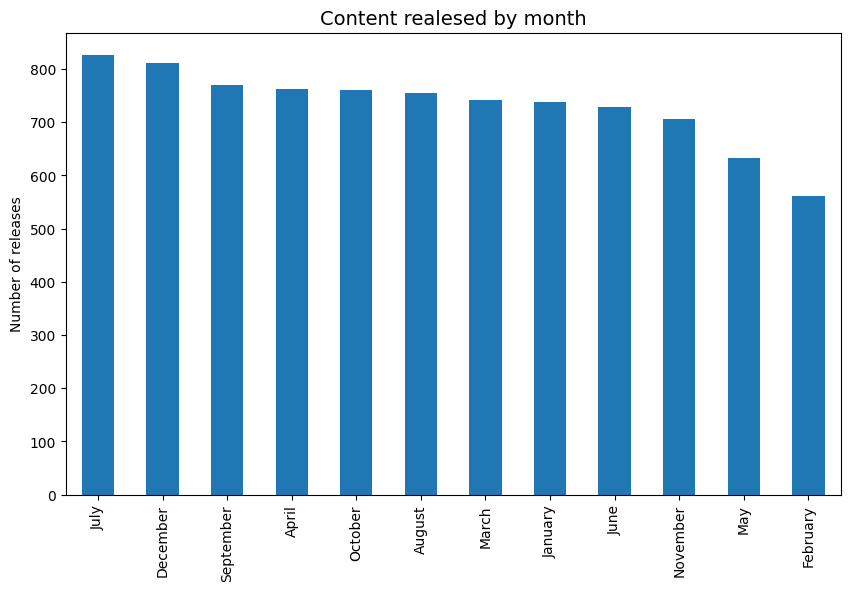 Content realesed by month
Number of releases
800
700
600
500
400
300
200
100
0
July
December
September
April
October
August
March
January
June
November
May
February